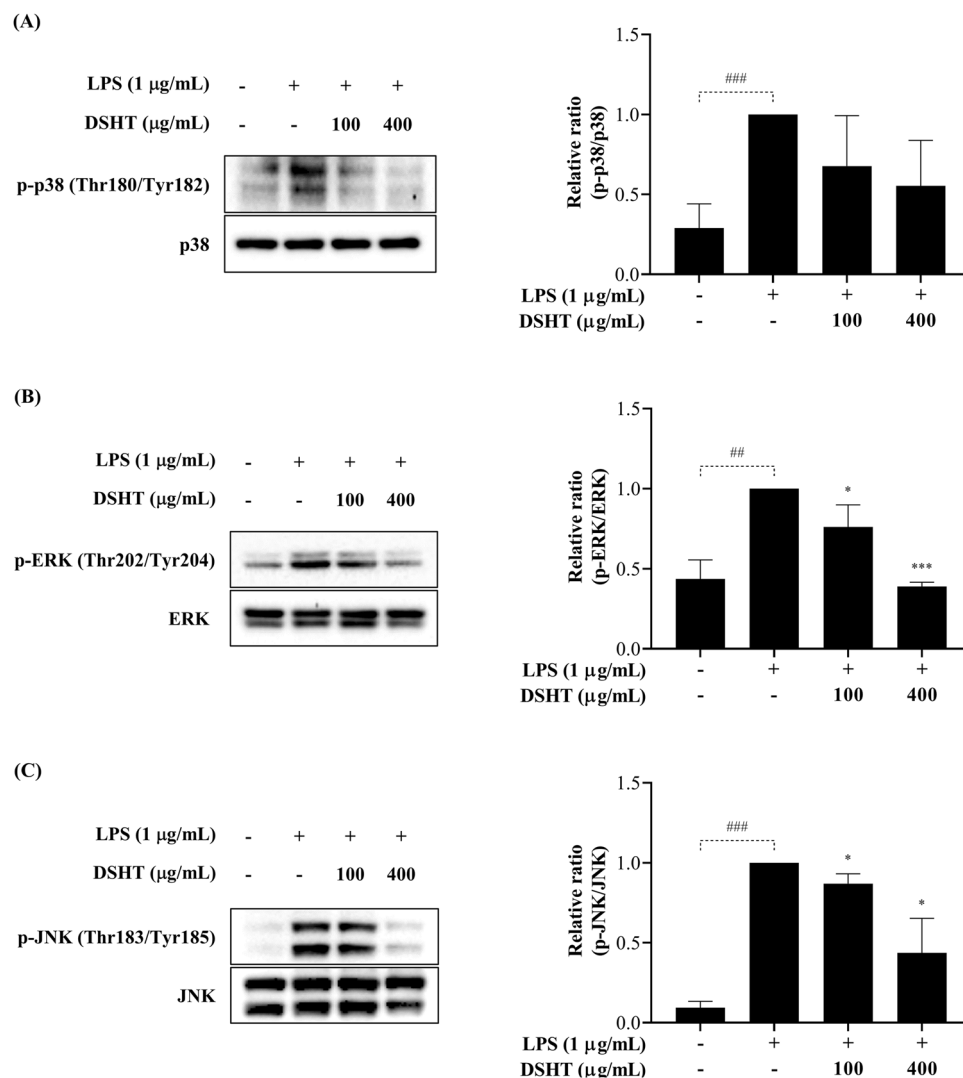 (A)
LPS (1 μg/mL) - + + +
DSHT (μg/mL) - - 100 400
p-p38 (Thr180/Tyr182)
p38
Relative ratio
(p-p38/p38)
1.5
1.0
0.5
0.0
###
LPS (1 μg/mL) - + + +
DSHT (μg/mL) - - 100 400
(B)
LPS (1 μg/mL) - + + +
DSHT (μg/mL) - - 100 400
p-ERK (Thr202/Tyr204)
ERK
Relative ratio
(p-ERK/ERK)
1.5
1.0
0.5
0.0
##
*
***
LPS (1 μg/mL) - + + +
DSHT (μg/mL) - - 100 400
(C)
LPS (1 μg/mL) - + + +
DSHT (μg/mL) - - 100 400
p-JNK (Thr183/Tyr185)
JNK
Relative ratio
(p-JNK/JNK)
1.5
1.0
0.5
0.0
###
*
*
LPS (1 μg/mL) - + + +
DSHT (μg/mL) - - 100 400